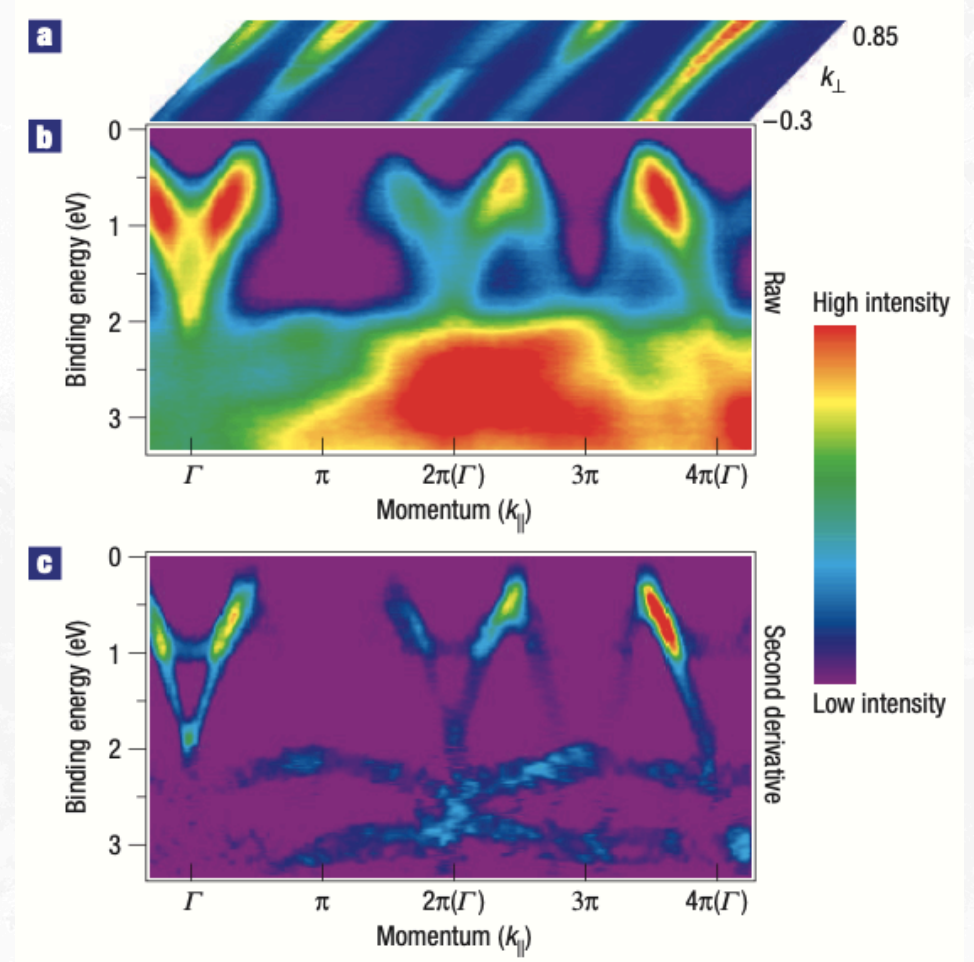 a
0.85
k⊥
−0.3
b
0
1
2
3
Binding energy (eV)
Raw
Γ π 2π(Γ) 3π 4π(Γ)
Momentum (k||)
High intensity
Low intensity
c
0
1
2
3
Binding energy (eV)
Second derivative
Γ π 2π(Γ) 3π 4π(Γ)
Momentum (k||)